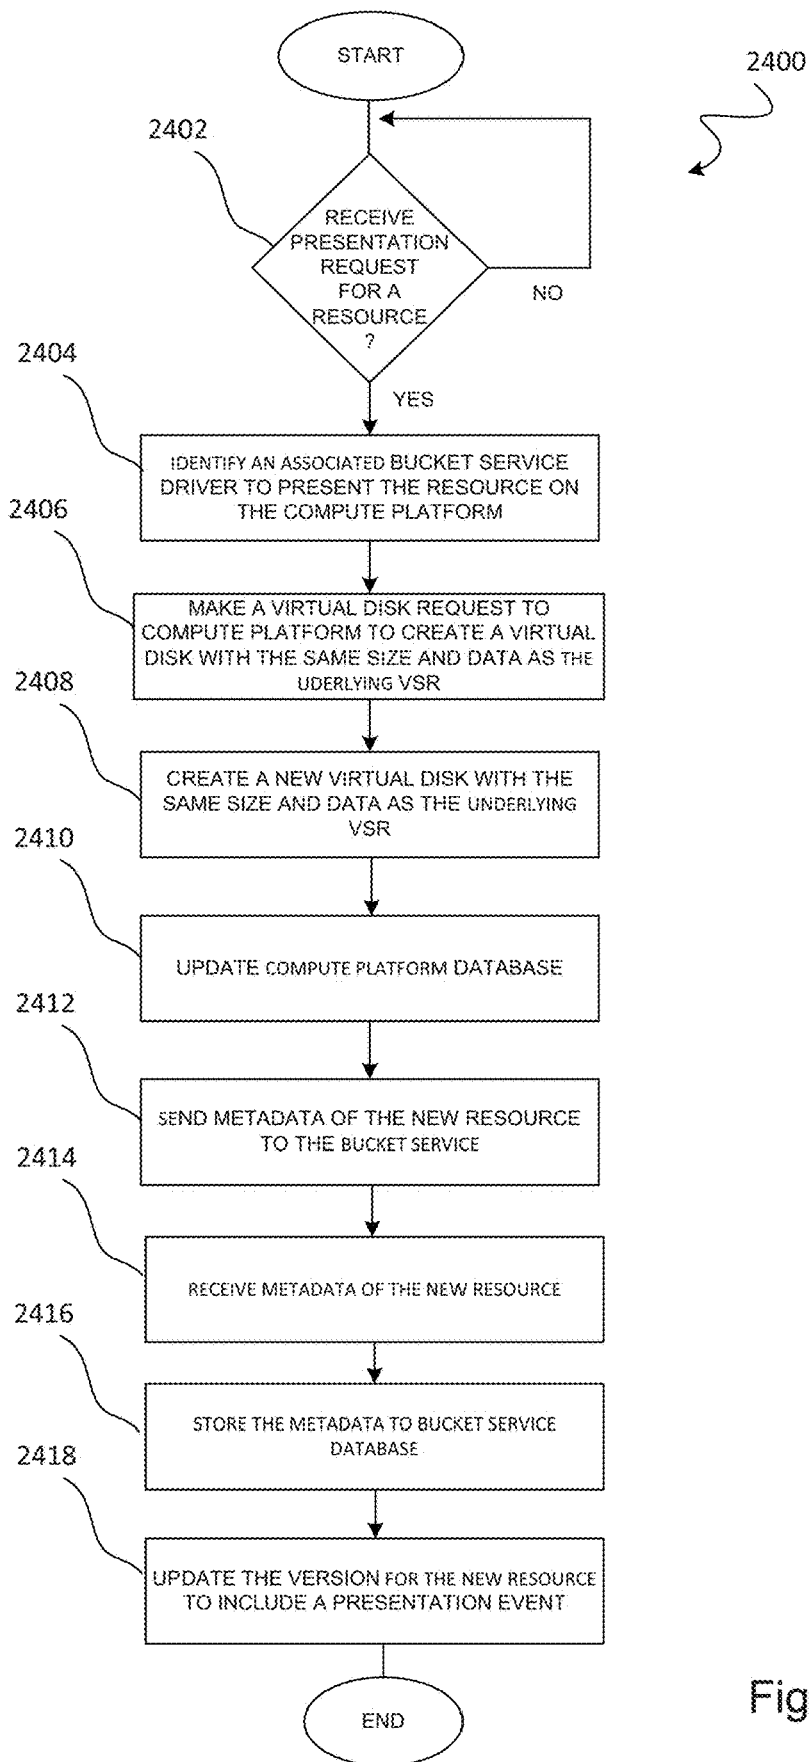 START
2400
2402
RECEIVE
PRESENTATION
REQUEST
FOR A
RESOURCE
?
NO
YES
2404
IDENTIFY AN ASSOCIATED BUCKET SERVICE
DRIVER TO PRESENT THE RESOURCE ON
THE COMPUTE PLATFORM
2406
MAKE A VIRTUAL DISK REQUEST TO
COMPUTE PLATFORM TO CREATE A VIRTUAL
DISK WITH THE SAME SIZE AND DATA AS THE
UDERLYING VSR
2408
CREATE A NEW VIRTUAL DISK WITH THE
SAME SIZE AND DATA AS THE UNDERLYING
VSR
2410
UPDATE COMPUTE PLATFORM DATABASE
2412
SEND METADATA OF THE NEW RESOURCE
TO THE BUCKET SERVICE
2414
RECEIVE METADATA OF THE NEW RESOURCE
2416
STORE THE METADATA TO BUCKET SERVICE
DATABASE
2418
UPDATE THE VERSION FOR THE NEW RESOURCE
TO INCLUDE A PRESENTATION EVENT
END
Fig